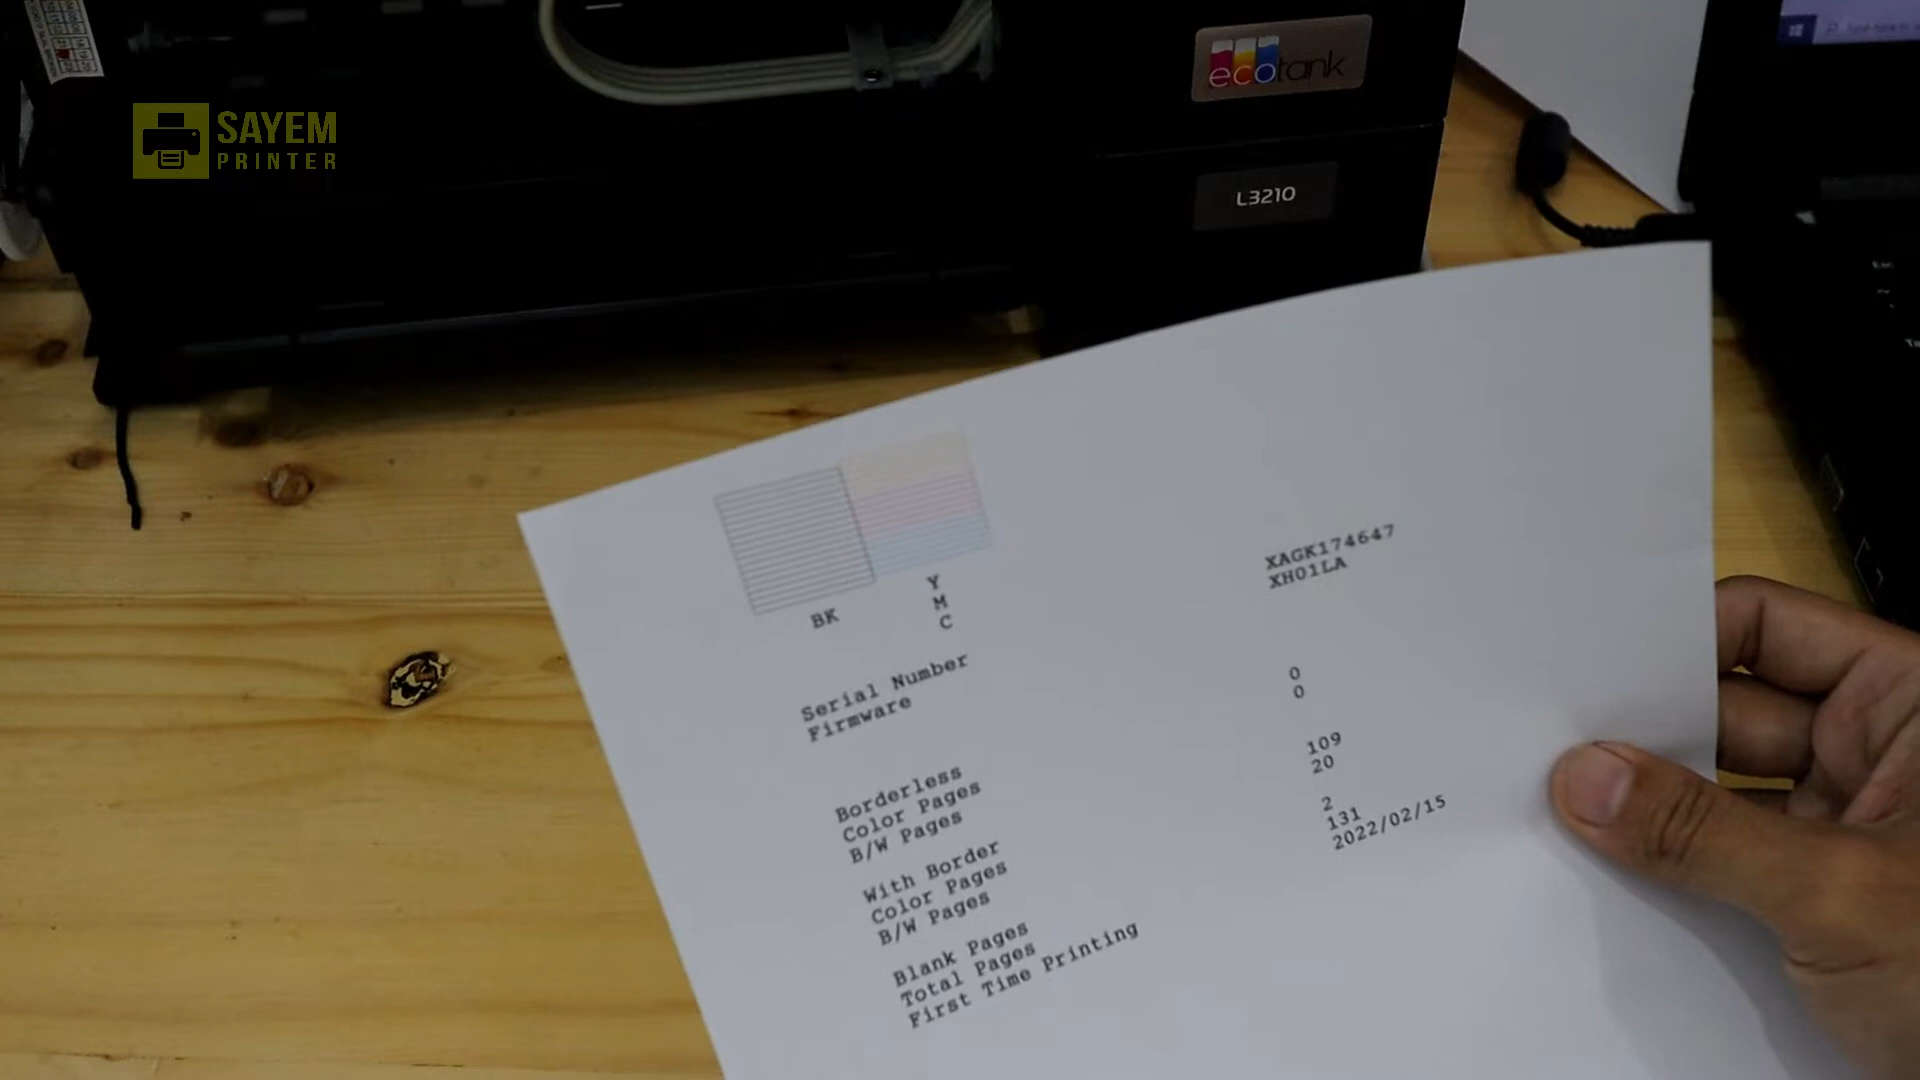 SAYEM
PRINTER
ecotank
L3210
BK
Y
M
C
Serial Number XAGK174647
Firmware XH01LA
Borderless
Color Pages 0
B/W Pages 0
With Border
Color Pages 109
B/W Pages 20
Blank Pages 2
Total Pages 131
First Time Printing 2022/02/15